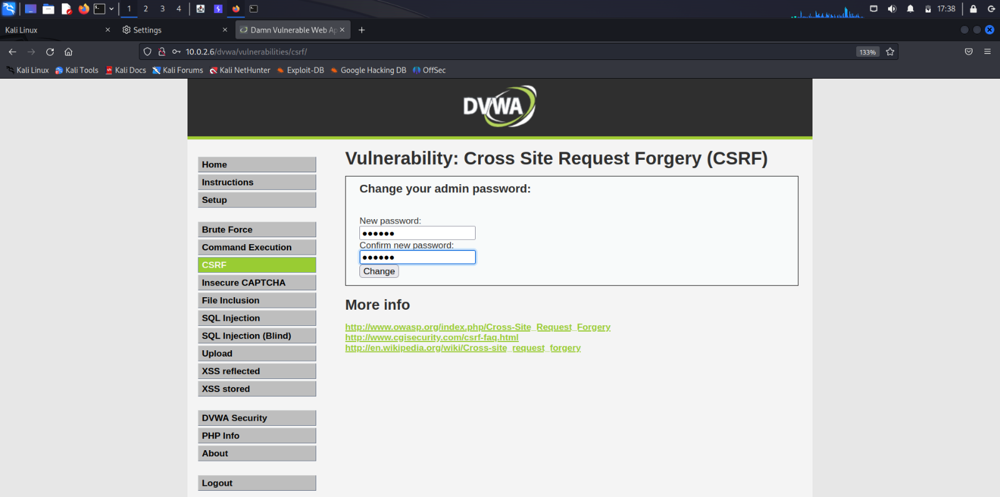 1 2 3 4 17:38
Kali Linux × Settings × Damn Vulnerable Web Ap × +
10.0.2.6/dvwa/vulnerabilities/csrf/ 133%
Kali Linux Kali Tools Kali Docs Kali Forums Kali NetHunter Exploit-DB Google Hacking DB OffSec
DVWA
Home
Instructions
Setup
Brute Force
Command Execution
CSRF
Insecure CAPTCHA
File Inclusion
SQL Injection
SQL Injection (Blind)
Upload
XSS reflected
XSS stored
DVWA Security
PHP Info
About
Logout
Vulnerability: Cross Site Request Forgery (CSRF)
Change your admin password:
New password:
••••••
Confirm new password:
••••••
Change
More info
http://www.owasp.org/index.php/Cross-Site_Request_Forgery
http://www.cgisecurity.com/csrf-faq.html
http://en.wikipedia.org/wiki/Cross-site_request_forgery